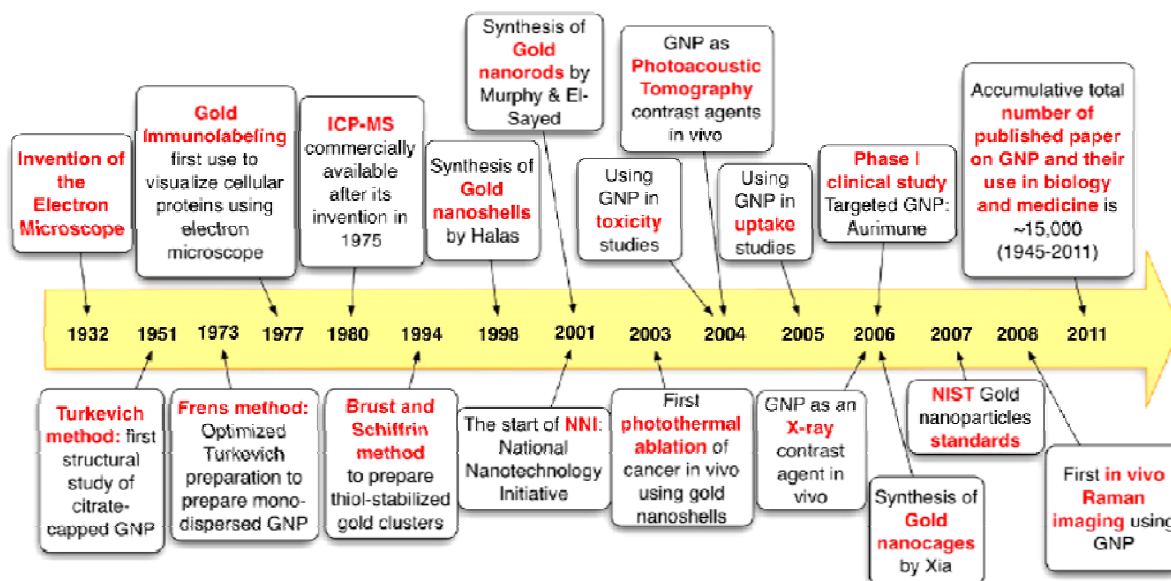 Invention of
the
Electron
Microscope
Gold
Immunolabeling
first use to
visualize cellular
proteins using
electron
microscope
ICP-MS
commercially
available
after its
invention in
1975
Synthesis of
Gold
nanoshells
by Halas
Synthesis of
Gold
nanorods by
Murphy & El-
Sayed
Using
GNP in
toxicity
studies
GNP as
Photoacoustic
Tomography
contrast agents
in vivo
Using
GNP in
uptake
studies
Phase I
clinical study
Targeted GNP:
Aurimune
Accumulative total
number of
published paper
on GNP and their
use in biology
and medicine is
~15,000
(1945-2011)
1932 1951 1973 1977 1980 1994 1998 2001 2003 2004 2005 2006 2007 2008 2011
Turkevich
method: first
structural
study of
citrate-
capped GNP
Frens method:
Optimized
Turkevich
preparation to
prepare mono-
dispersed GNP
Brust and
Schiffrin
method
to prepare
thiol-stabilized
gold clusters
The start of NNI:
National
Nanotechnology
Initiative
First
photothermal
ablation of
cancer in vivo
using gold
nanoshells
GNP as an
X-ray
contrast
agent in
vivo
Synthesis of
Gold
nanocages
by Xia
NIST Gold
nanoparticles
standards
First in vivo
Raman
imaging using
GNP